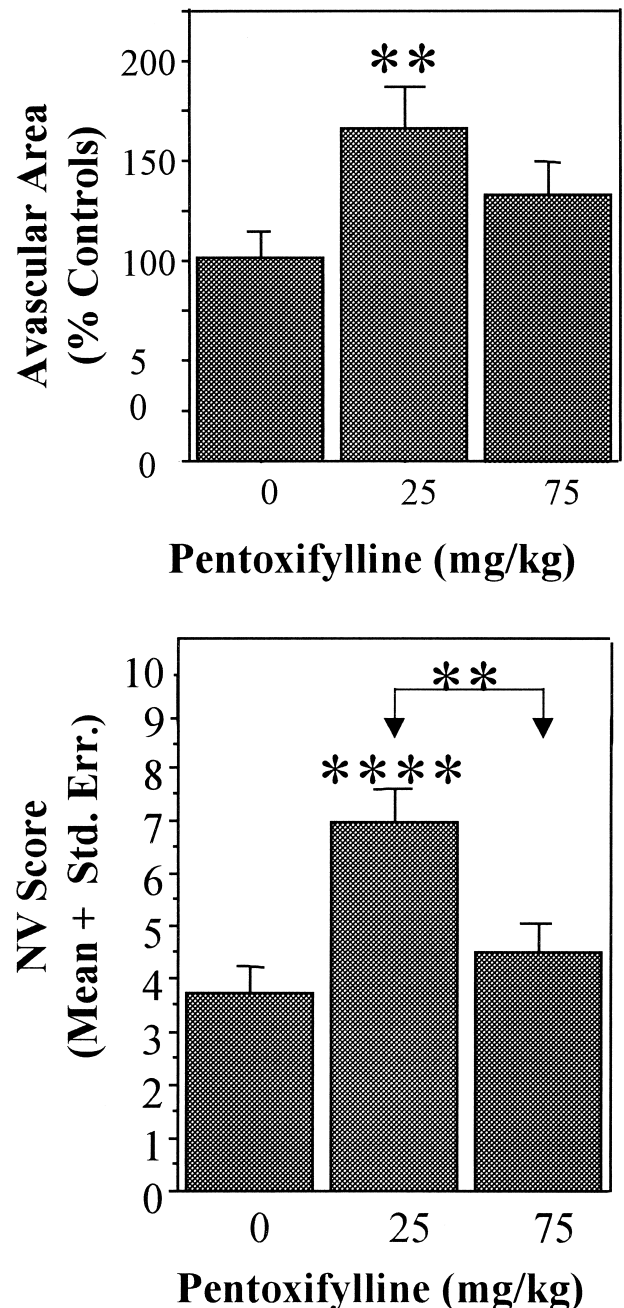 Avascular Area
(% Controls)
200
150
100
5
0
0
**
0 25 75
Pentoxifylline (mg/kg)
NV Score
(Mean + Std. Err.)
10
9
8
7
6
5
4
3
2
1
0
**
****
0 25 75
Pentoxifylline (mg/kg)